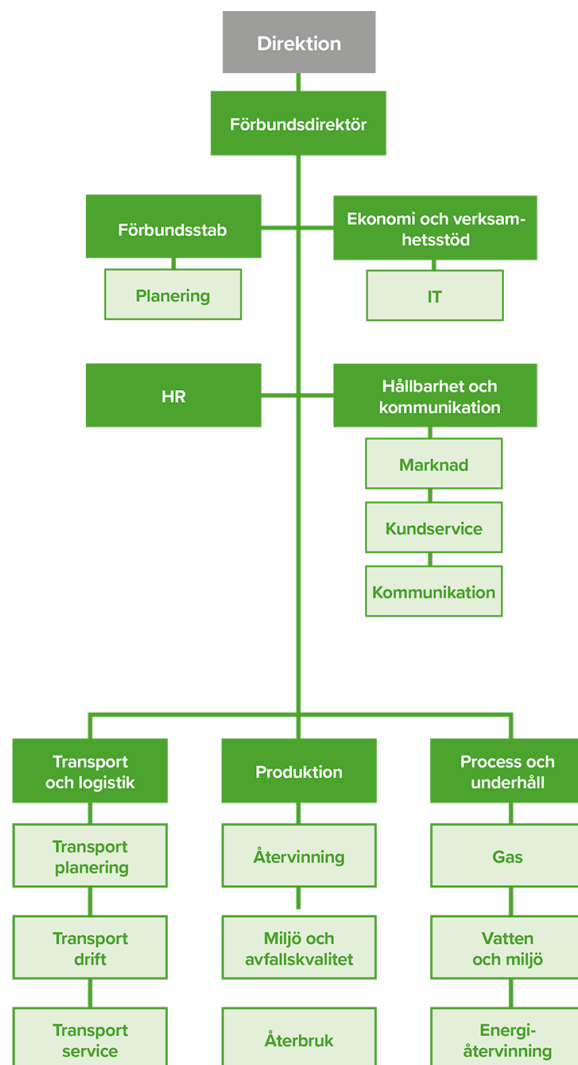 Direktion
Förbundsdirektör
Förbundsstab
Ekonomi och verksam-
hetsstöd
Planering
IT
HR
Hållbarhet och
kommunikation
Marknad
Kundservice
Kommunikation
Transport
och logistik
Produktion
Process och
underhåll
Transport
planering
Återvinning
Gas
Transport
drift
Miljö och
avfallskvalitet
Vatten
och miljö
Transport
service
Återbruk
Energi-
återvinning